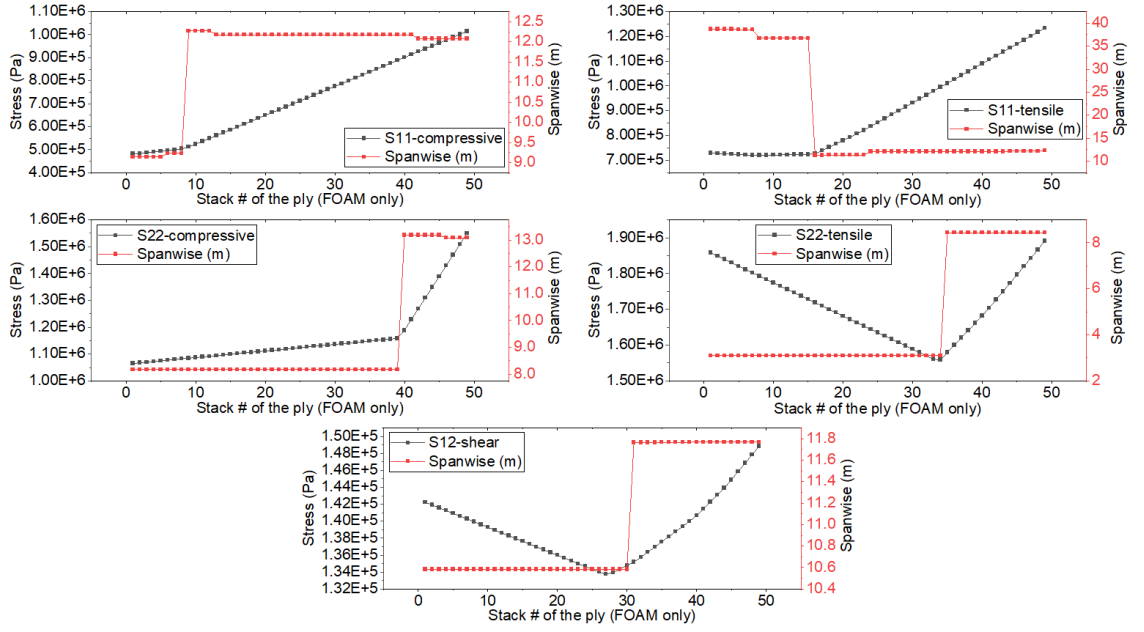 1.10E+6
1.00E+6
9.00E+5
8.00E+5
7.00E+5
6.00E+5
5.00E+5
4.00E+5
Stress (Pa)
S11-compressive
Spanwise (m)
12.5
12.0
11.5
11.0
10.5
10.0
9.5
9.0
Spanwise (m)
0 10 20 30 40 50
Stack # of the ply (FOAM only)
1.30E+6
1.20E+6
1.10E+6
1.00E+6
9.00E+5
8.00E+5
7.00E+5
Stress (Pa)
S11-tensile
Spanwise (m)
40
35
30
25
20
15
10
Spanwise (m)
0 10 20 30 40 50
Stack # of the ply (FOAM only)
1.60E+6
1.50E+6
1.40E+6
1.30E+6
1.20E+6
1.10E+6
1.00E+6
Stress (Pa)
S22-compressive
Spanwise (m)
13.0
12.0
11.0
10.0
9.0
8.0
Spanwise (m)
0 10 20 30 40 50
Stack # of the ply (FOAM only)
1.90E+6
1.80E+6
1.70E+6
1.60E+6
1.50E+6
Stress (Pa)
S22-tensile
Spanwise (m)
8
6
4
2
Spanwise (m)
0 10 20 30 40 50
Stack # of the ply (FOAM only)
1.50E+5
1.48E+5
1.46E+5
1.44E+5
1.42E+5
1.40E+5
1.38E+5
1.36E+5
1.34E+5
1.32E+5
Stress (Pa)
S12-shear
Spanwise (m)
11.8
11.6
11.4
11.2
11.0
10.8
10.6
10.4
Spanwise (m)
0 10 20 30 40 50
Stack # of the ply (FOAM only)